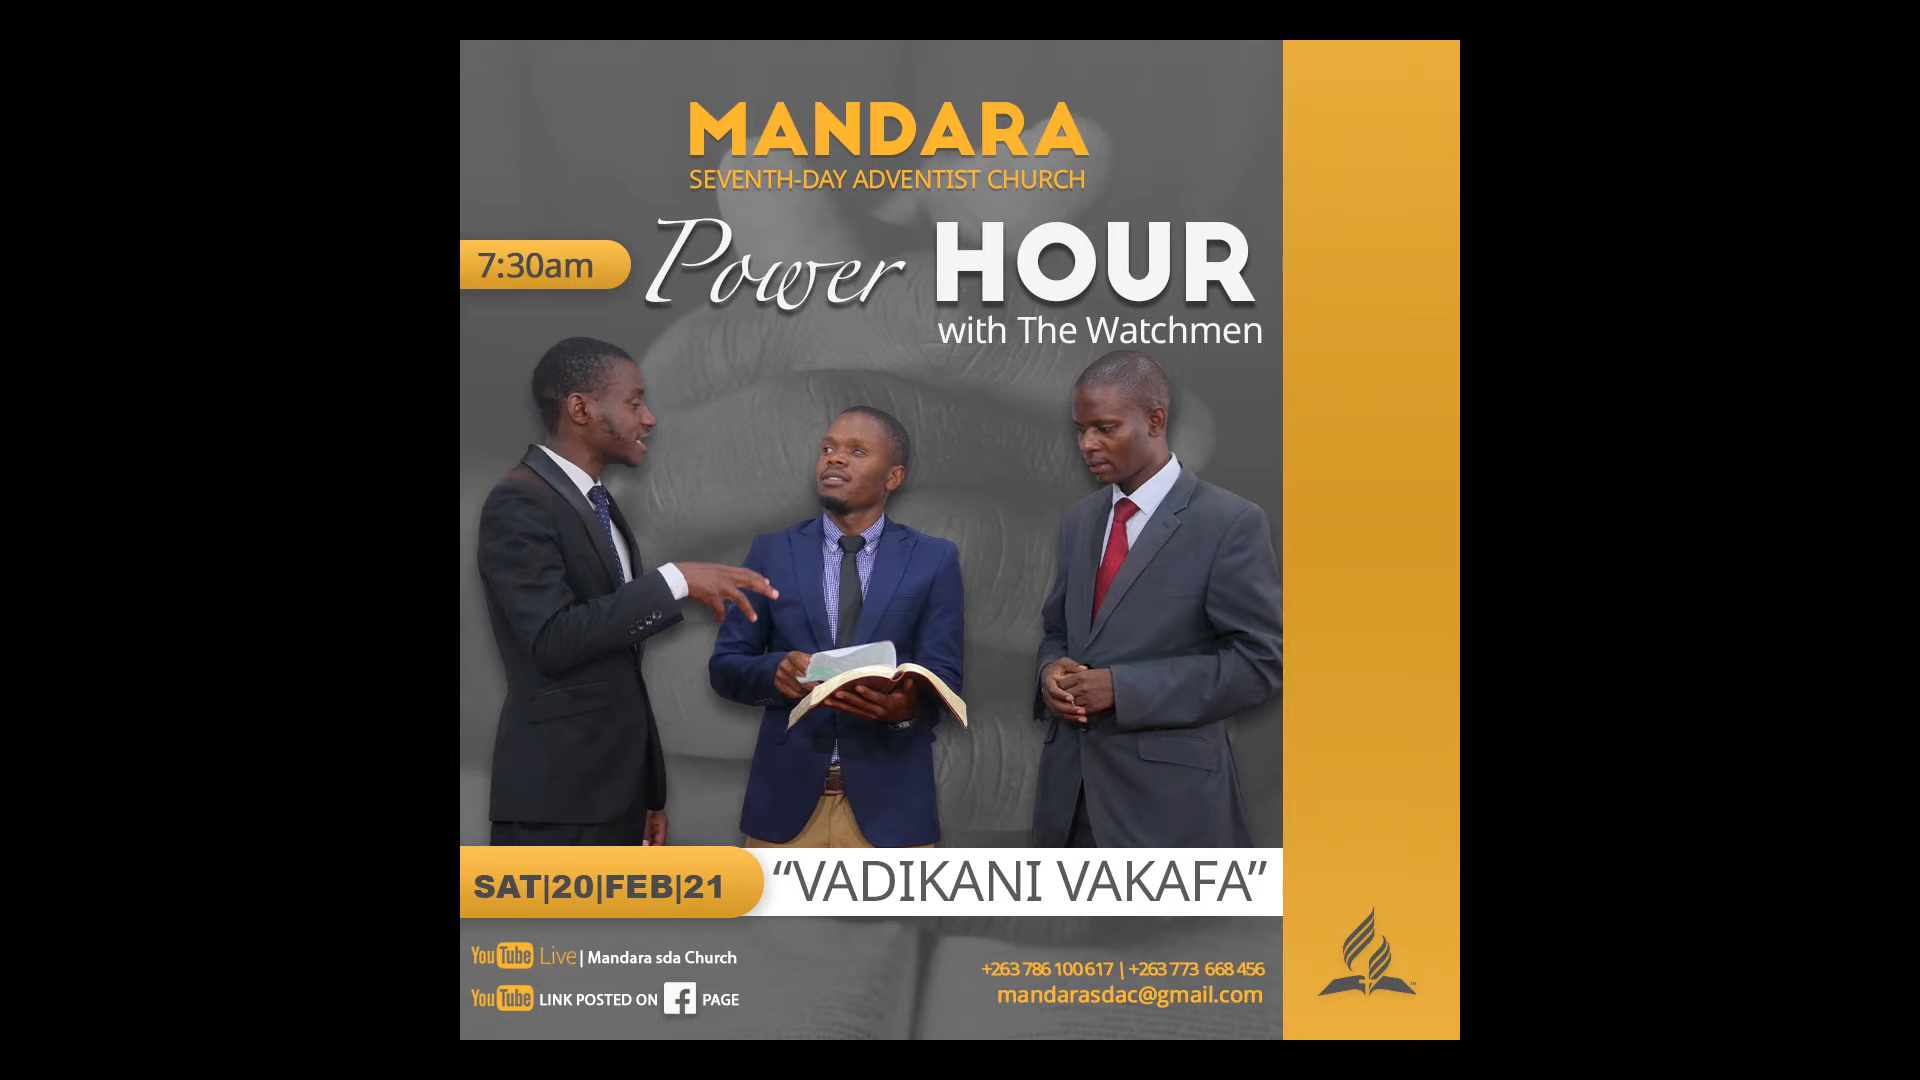 MANDARA
SEVENTH-DAY ADVENTIST CHURCH
7:30am
Power HOUR
with The Watchmen
SAT|20|FEB|21
“VADIKANI VAKAFA”
YouTube Live | Mandara sda Church
YouTube LINK POSTED ON f PAGE
+263 786 100 617 | +263 773 668 456
mandarasdac@gmail.com